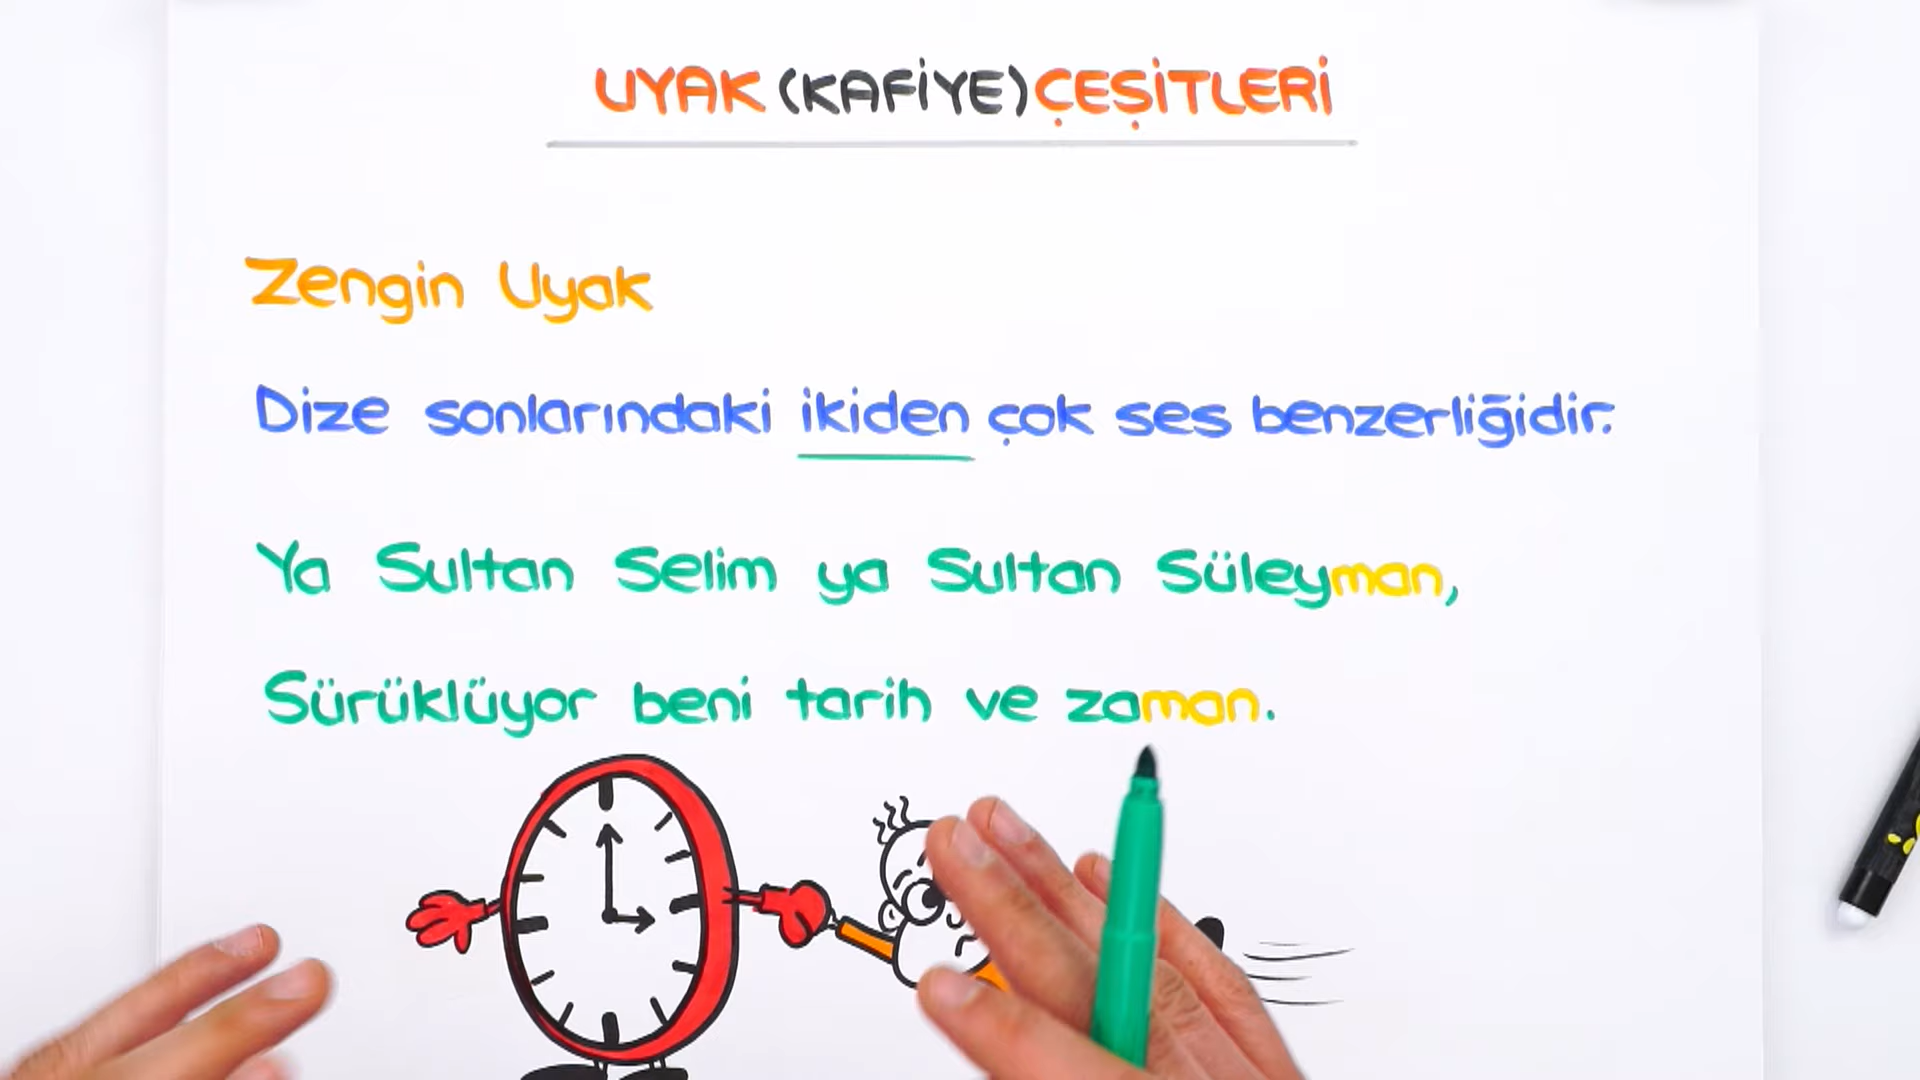 UYAK (KAFİYE) ÇEŞİTLERİ
Zengin Uyak
Dize sonlarındaki ikiden çok ses benzerliğidir.
Ya Sultan Selim ya Sultan Süleyman,
Sürüklüyor beni tarih ve zaman.